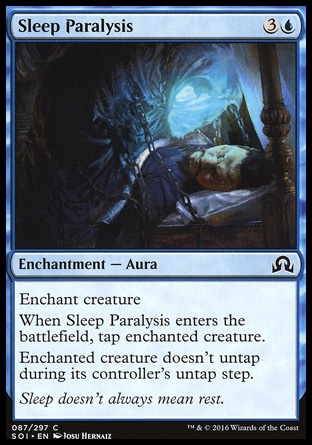 Sleep Paralysis 3
Enchantment — Aura
Enchant creature
When Sleep Paralysis enters the
battlefield, tap enchanted creature.
Enchanted creature doesn't untap
during its controller's untap step.
Sleep doesn't always mean rest.
087/297 C
SOI • EN Josu Hernaiz
™ & © 2016 Wizards of the Coast